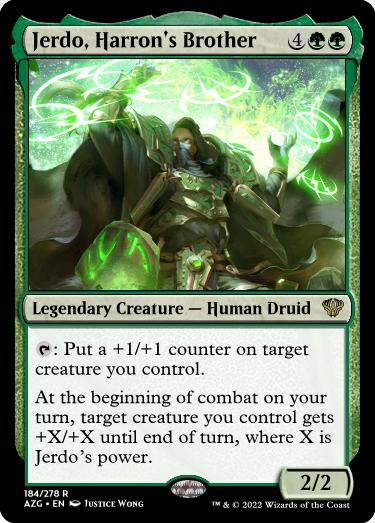 Jerdo, Harron's Brother 4
Legendary Creature — Human Druid
: Put a +1/+1 counter on target
creature you control.
At the beginning of combat on your
turn, target creature you control gets
+X/+X until end of turn, where X is
Jerdo's power.
2/2
184/278 R
AZG • EN Justice Wong
™ & © 2022 Wizards of the Coast